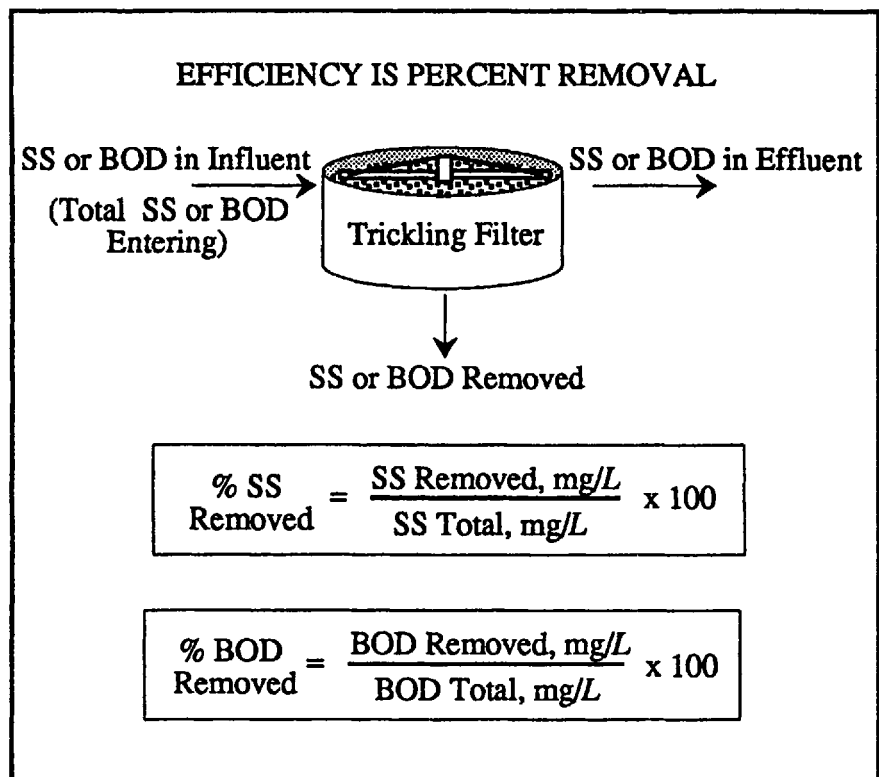 EFFICIENCY IS PERCENT REMOVAL
SS or BOD in Influent
(Total SS or BOD
Entering)
SS or BOD in Effluent
Trickling Filter
SS or BOD Removed
% SS
Removed = SS Removed, mg/L
SS Total, mg/L x 100
% BOD
Removed = BOD Removed, mg/L
BOD Total, mg/L x 100